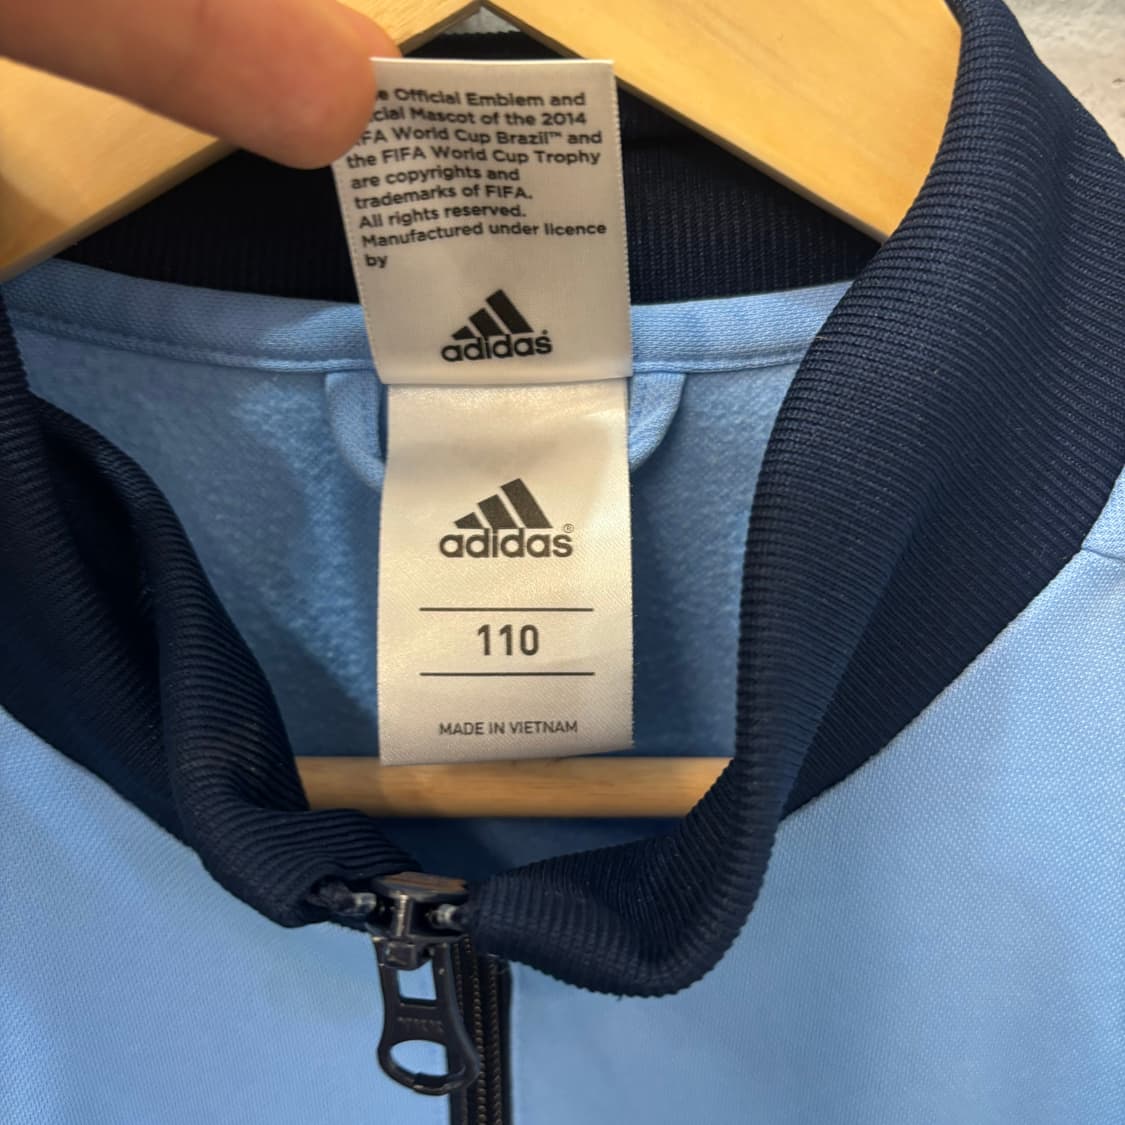 Official Emblem and
Mascot of the 2014
World Cup Brazil™ and
the FIFA World Cup Trophy
are copyrights and
trademarks of FIFA.
All rights reserved.
Manufactured under licence
by
adidas
adidas®
110
MADE IN VIETNAM